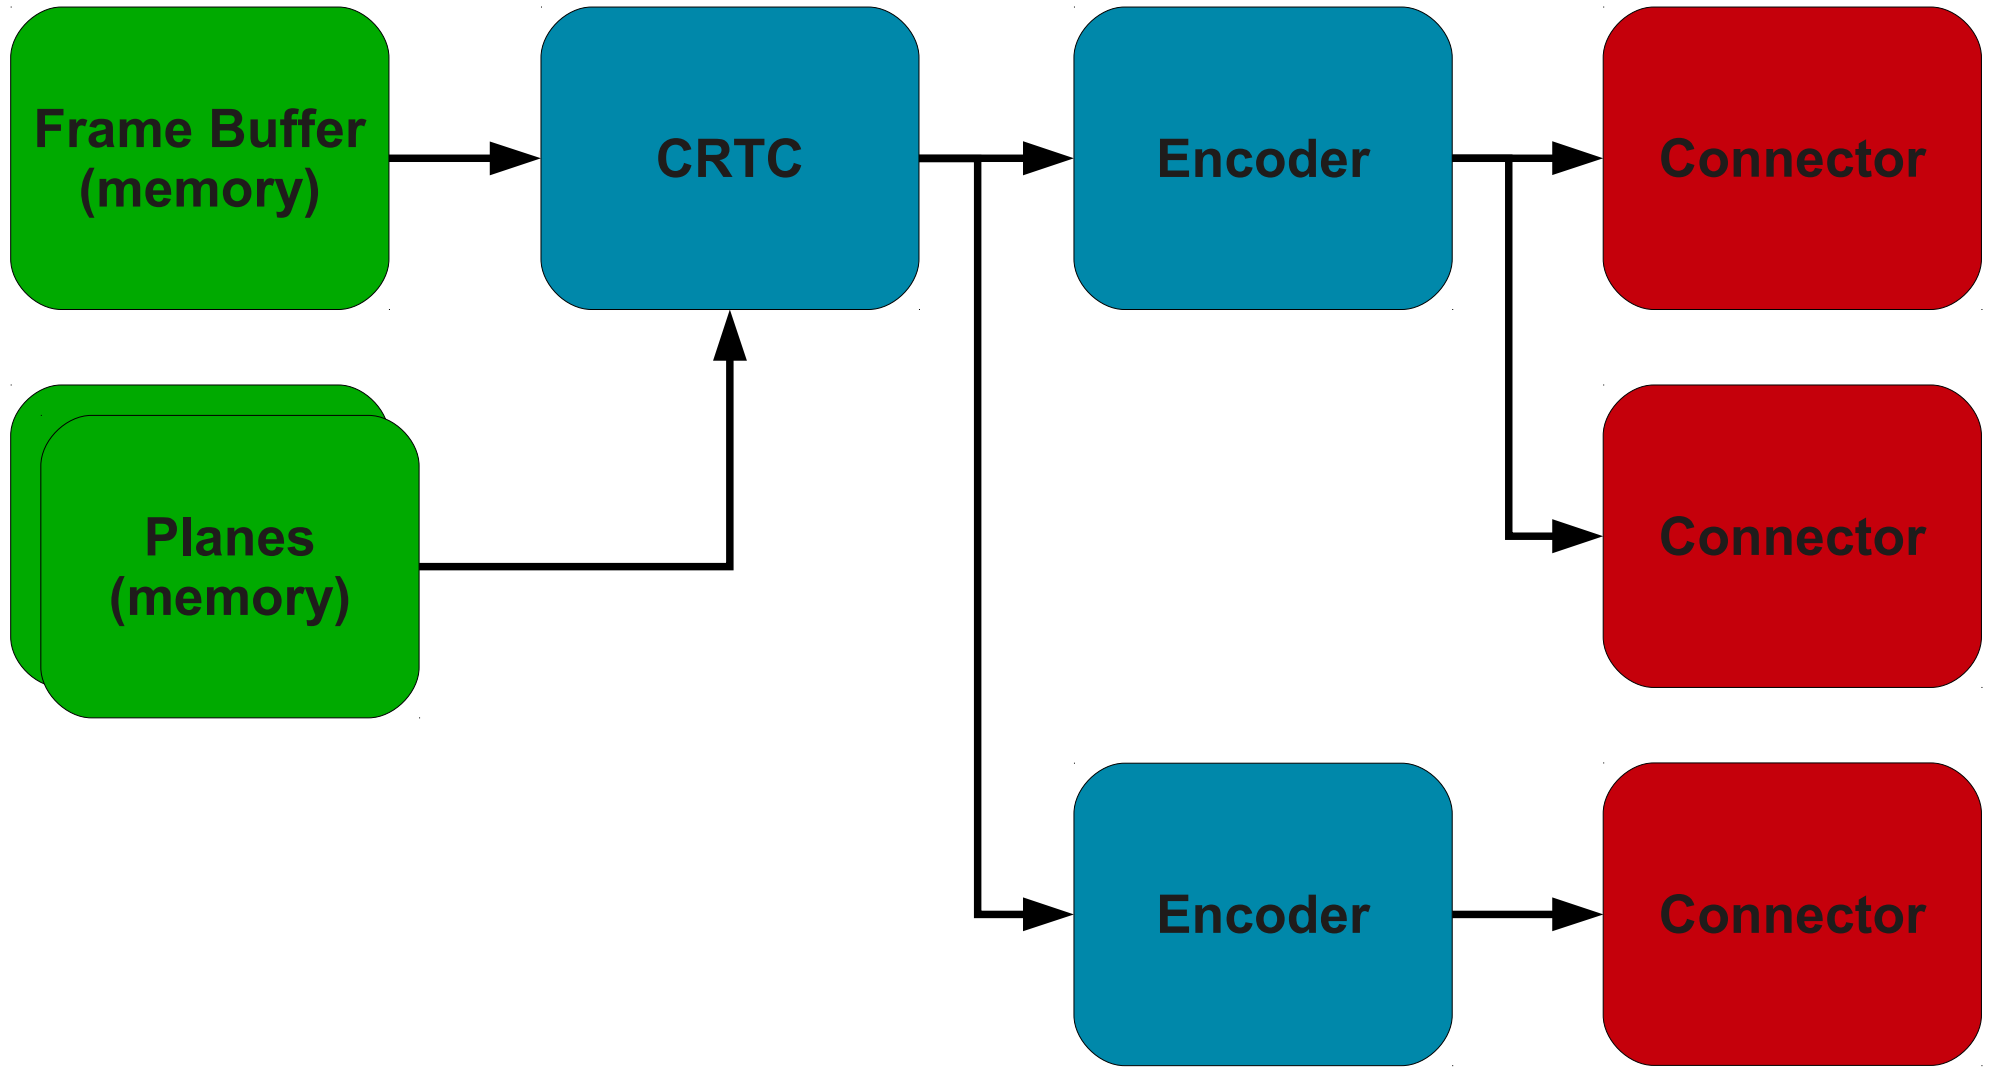 Frame Buffer
(memory)
CRTC
Encoder
Connector
Planes
(memory)
Connector
Encoder
Connector